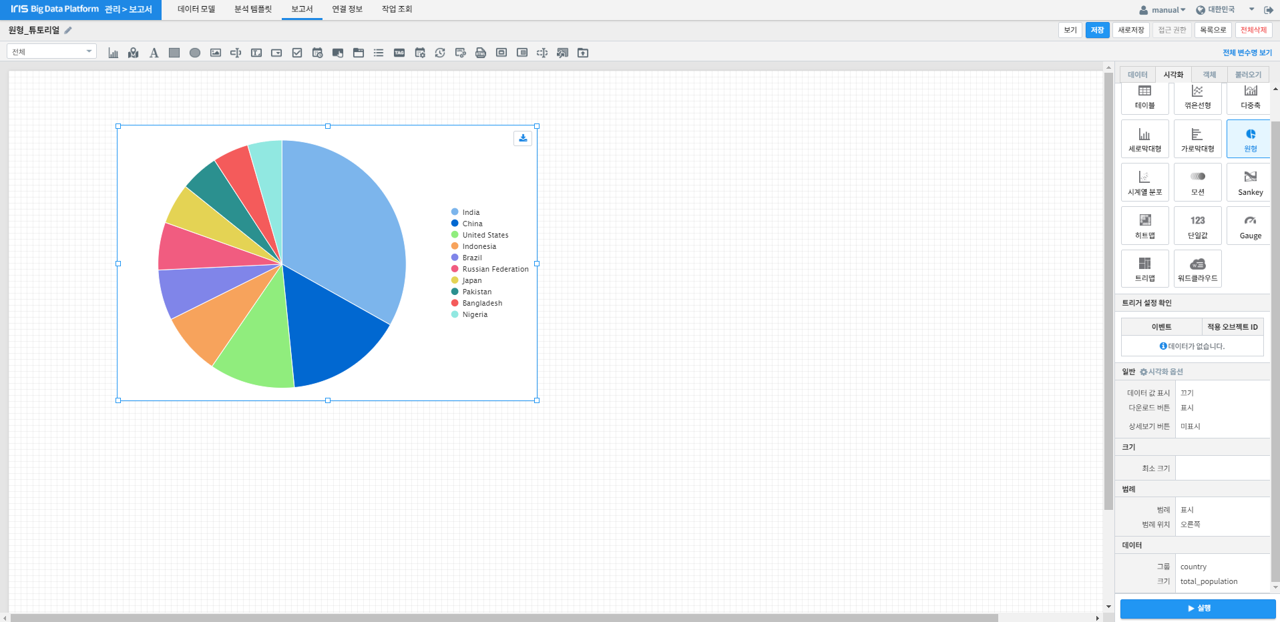 IRIS Big Data Platform 관리 > 보고서
데이터 모델 분석 템플릿 보고서 연결 정보 작업 조회
manual
대한민국
원형_튜토리얼
보기 저장 새로저장 접근 권한 목록으로 전체삭제
전체
전체 변수명 보기
India
China
United States
Indonesia
Brazil
Russian Federation
Japan
Pakistan
Bangladesh
Nigeria
데이터 시각화 객체 불러오기
테이블 꺾은선형 다중축
세로막대형 가로막대형 원형
시계열 분포 모션 Sankey
히트맵 123 단일값 Gauge
트리맵 워드클라우드
트리거 설정 확인
이벤트 적용 오브젝트 ID
데이터가 없습니다.
일반 시각화 옵션
데이터 값 표시 끄기
다운로드 버튼 표시
상세보기 버튼 미표시
크기
최소 크기
범례
범례 표시
범례 위치 오른쪽
데이터
그룹 country
크기 total_population
실행